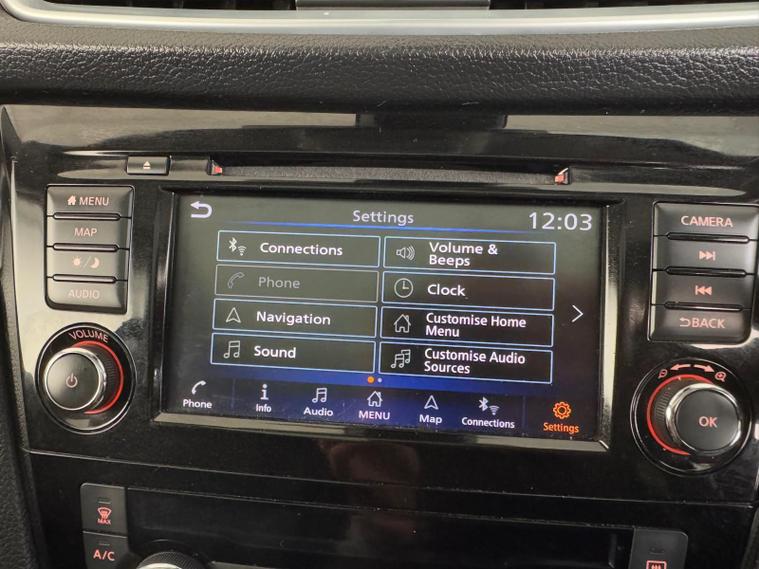 MENU
MAP
AUDIO
VOLUME
Settings
12:03
Connections
Volume &
Beeps
Phone
Clock
Navigation
Customise Home
Menu
Sound
Customise Audio
Sources
Phone
Info
Audio
MENU
Map
Connections
Settings
CAMERA
BACK
OK
MAX
A/C